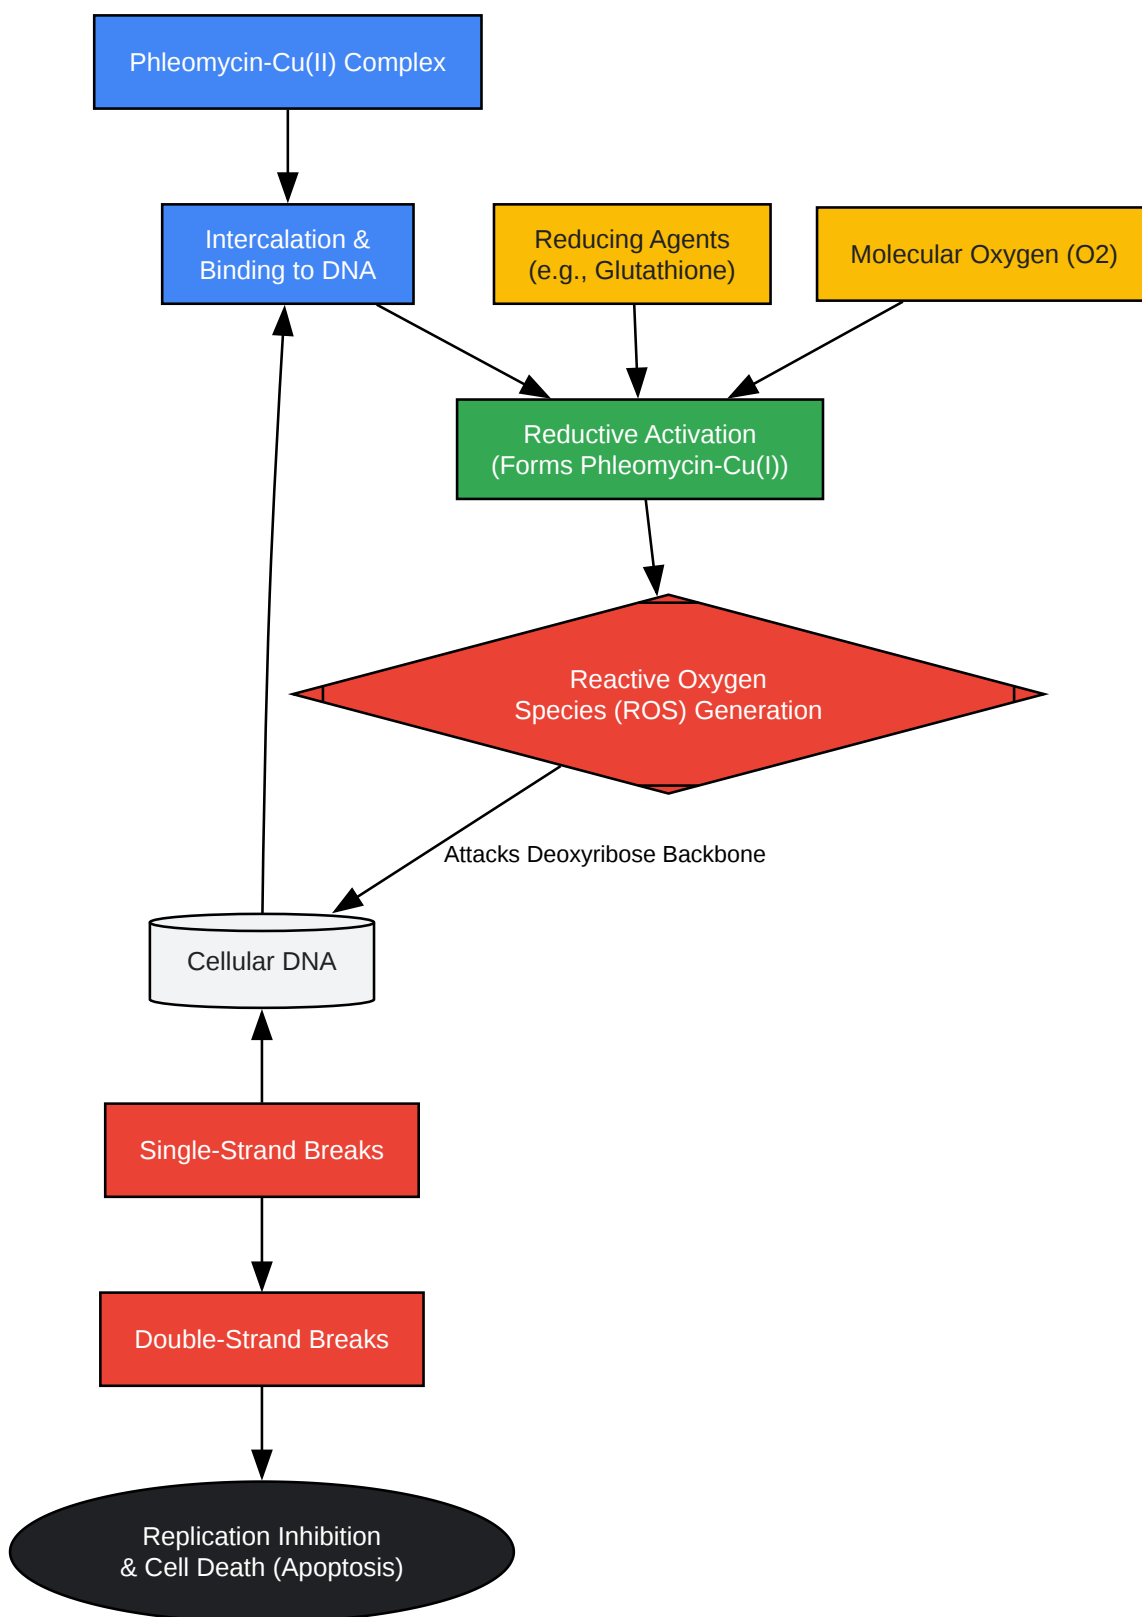 Phleomycin-Cu(II) Complex
Intercalation &
Binding to DNA
Reducing Agents
(e.g., Glutathione)
Molecular Oxygen (O2)
Reductive Activation
(Forms Phleomycin-Cu(I))
Reactive Oxygen
Species (ROS) Generation
Attacks Deoxyribose Backbone
Cellular DNA
Single-Strand Breaks
Double-Strand Breaks
Replication Inhibition
& Cell Death (Apoptosis)